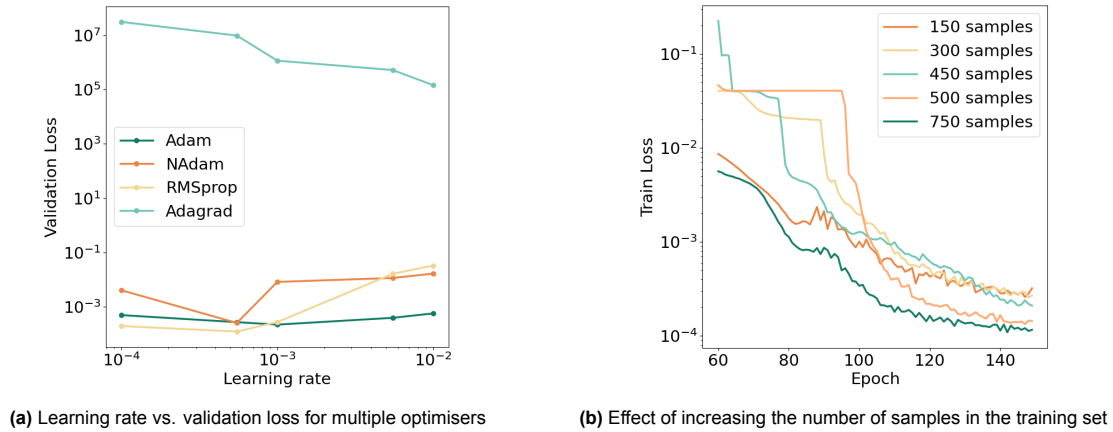 10^7
10^5
10^3
10^1
10^-1
10^-3
Validation Loss
Adam
NAdam
RMSprop
Adagrad
10^-4
10^-3
10^-2
Learning rate
(a) Learning rate vs. validation loss for multiple optimisers
10^-1
10^-2
10^-3
10^-4
Train Loss
150 samples
300 samples
450 samples
500 samples
750 samples
60
80
100
120
140
Epoch
(b) Effect of increasing the number of samples in the training set